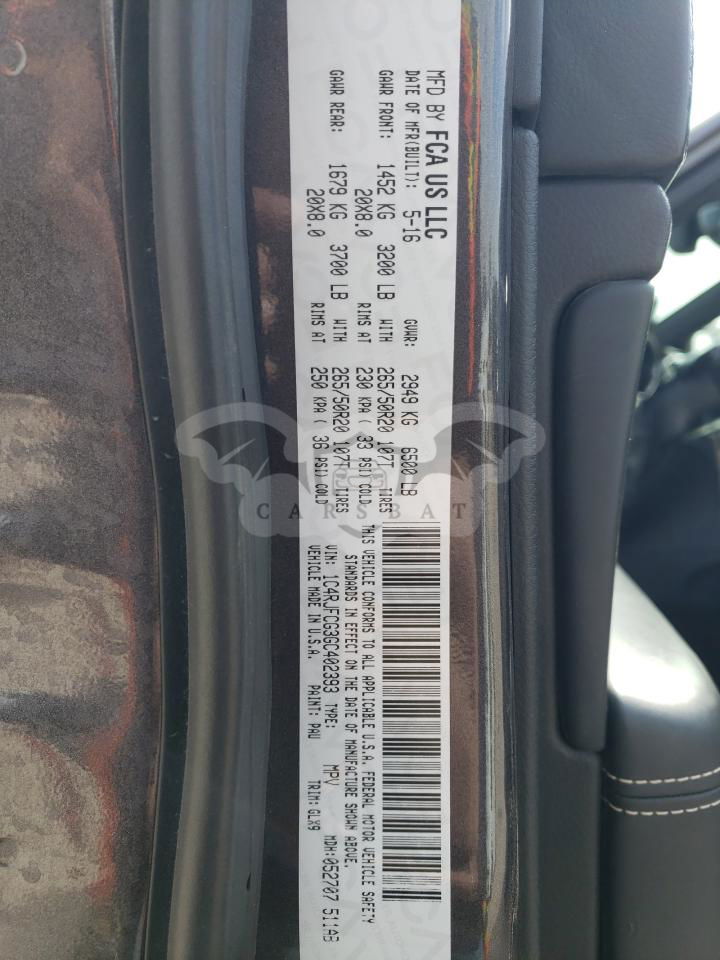 MFD BY FCA US LLC
DATE OF MFR(BUILT): 5-16 GVWR: 2949 KG 6500 LB
GAWR FRONT: 1452 KG 3200 LB WITH 265/50R20 107T TIRES
20X8.0 RIMS AT 230 KPA ( 33 PSI) COLD
GAWR REAR: 1679 KG 3700 LB WITH 265/50R20 107T TIRES
20X8.0 RIMS AT 250 KPA ( 36 PSI) COLD
THIS VEHICLE CONFORMS TO ALL APPLICABLE U.S.A. FEDERAL MOTOR VEHICLE SAFETY
STANDARDS IN EFFECT ON THE DATE OF MANUFACTURE SHOWN ABOVE.
VIN: 1C4RJFCG3GC402393 TYPE: MPV MDH:052707 511AB
VEHICLE MADE IN U.S.A. PAINT: PAU TRIM: GLX9
CARSBAT